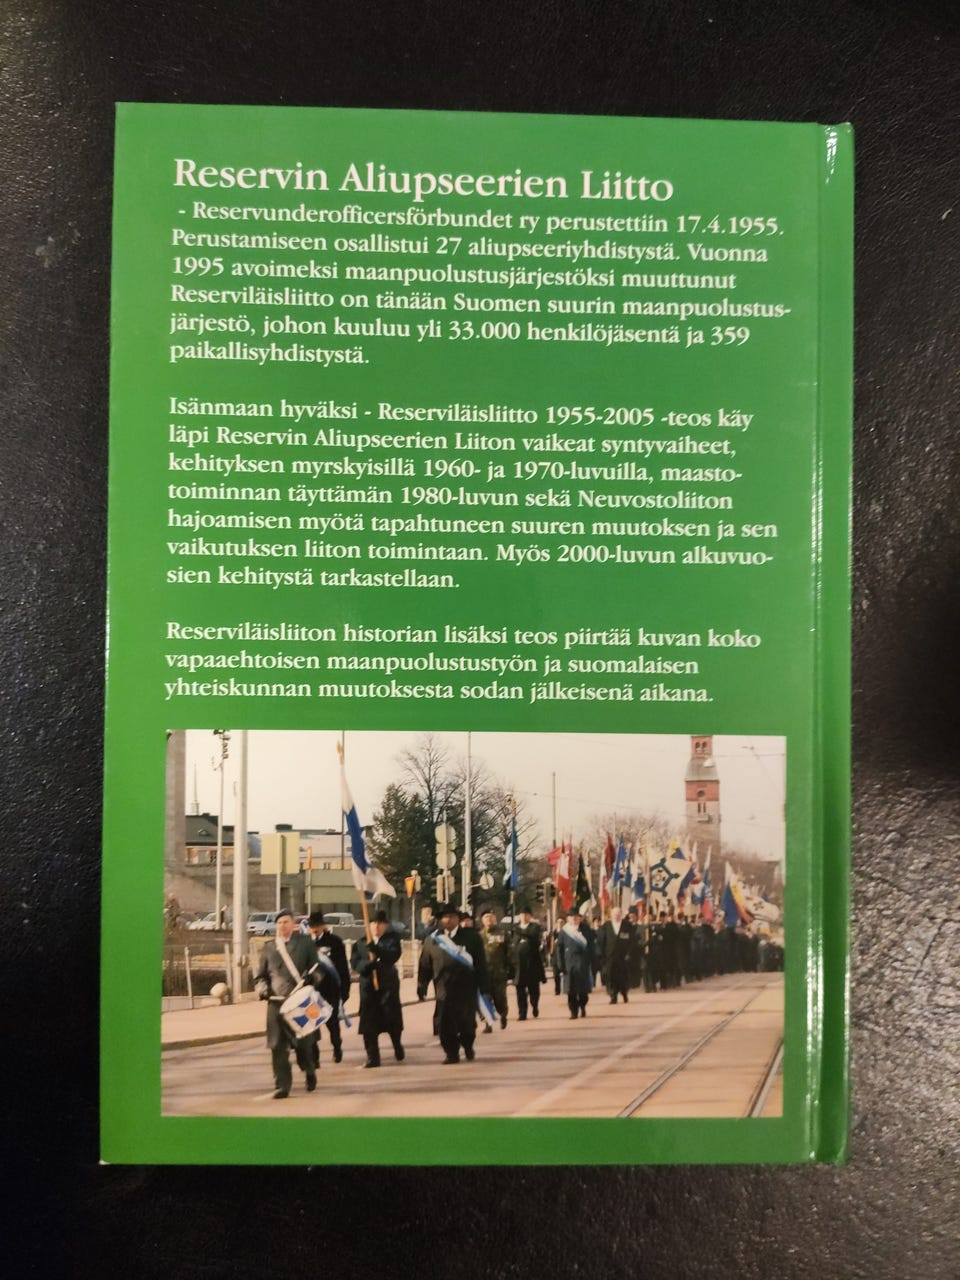 Reservin Aliupseerien Liitto
- Reservunderofficersförbundet ry perustettiin 17.4.1955.
Perustamiseen osallistui 27 aliupseeriyhdistystä. Vuonna
1995 avoimeksi maanpuolustusjärjestöksi muuttunut
Reserviläisliitto on tänään Suomen suurin maanpuolustus-
järjestö, johon kuuluu yli 33.000 henkilöjäsentä ja 359
paikallisyhdistystä.
Isänmaan hyväksi - Reserviläisliitto 1955-2005 -teos käy
läpi Reservin Aliupseerien Liiton vaikeat syntyvaiheet,
kehityksen myrskyisillä 1960- ja 1970-luvuilla, maasto-
toiminnan täyttämän 1980-luvun sekä Neuvostoliiton
hajoamisen myötä tapahtuneen suuren muutoksen ja sen
vaikutuksen liiton toimintaan. Myös 2000-luvun alkuvuo-
sien kehitystä tarkastellaan.
Reserviläisliiton historian lisäksi teos piirtää kuvan koko
vapaaehtoisen maanpuolustustyön ja suomalaisen
yhteiskunnan muutoksesta sodan jälkeisenä aikana.